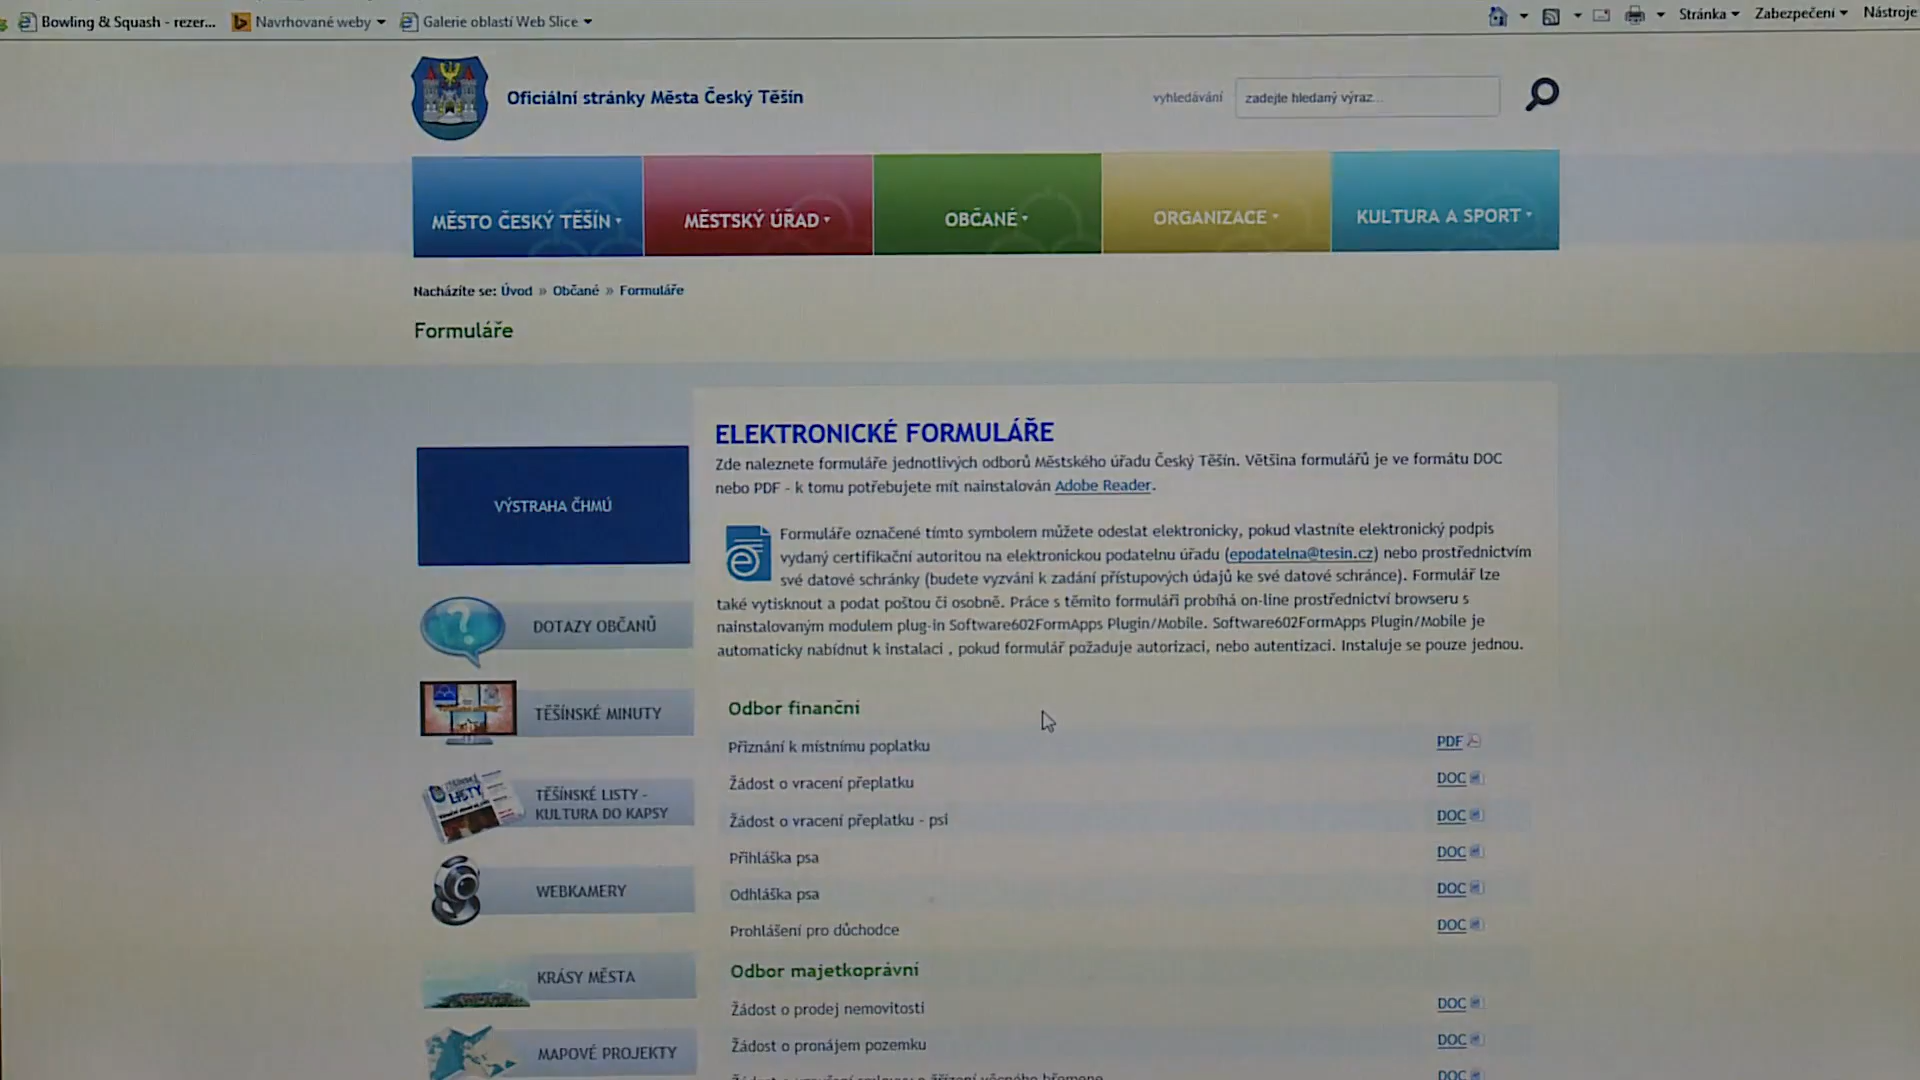 Bowling & Squash - rezer...
Navrhované weby
Galerie oblastí Web Slice
Stránka
Zabezpečení
Nástroje
Oficiální stránky Města Český Těšín
vyhledávání
zadejte hledaný výraz...
MĚSTO ČESKÝ TĚŠÍN
MĚSTSKÝ ÚŘAD
OBČANÉ
ORGANIZACE
KULTURA A SPORT
Nacházíte se: Úvod » Občané » Formuláře
Formuláře
ELEKTRONICKÉ FORMULÁŘE
Zde naleznete formuláře jednotlivých odborů Městského úřadu Český Těšín. Většina formulářů je ve formátu DOC
nebo PDF - k tomu potřebujete mít nainstalován Adobe Reader.
Formuláře označené tímto symbolem můžete odeslat elektronicky, pokud vlastníte elektronický podpis
vydaný certifikační autoritou na elektronickou podatelnu úřadu (epodatelna@tesin.cz) nebo prostřednictvím
své datové schránky (budete vyzváni k zadání přístupových údajů ke své datové schránce). Formulář lze
také vytisknout a podat poštou či osobně. Práce s těmito formuláři probíhá on-line prostřednictví browseru s
nainstalovaným modulem plug-in Software602FormApps Plugin/Mobile. Software602FormApps Plugin/Mobile je
automaticky nabídnut k instalaci , pokud formulář požaduje autorizaci, nebo autentizaci. Instaluje se pouze jednou.
VÝSTRAHA ČHMÚ
DOTAZY OBČANŮ
TĚŠÍNSKÉ MINUTY
LISTY
TĚŠÍNSKÉ LISTY -
KULTURA DO KAPSY
WEBKAMERY
KRÁSY MĚSTA
MAPOVÉ PROJEKTY
Odbor finanční
Přiznání k místnímu poplatku PDF
Žádost o vracení přeplatku DOC
Žádost o vracení přeplatku - psi DOC
Přihláška psa DOC
Odhláška psa DOC
Prohlášení pro důchodce DOC
Odbor majetkoprávní
Žádost o prodej nemovitosti DOC
Žádost o pronájem pozemku DOC
DOC